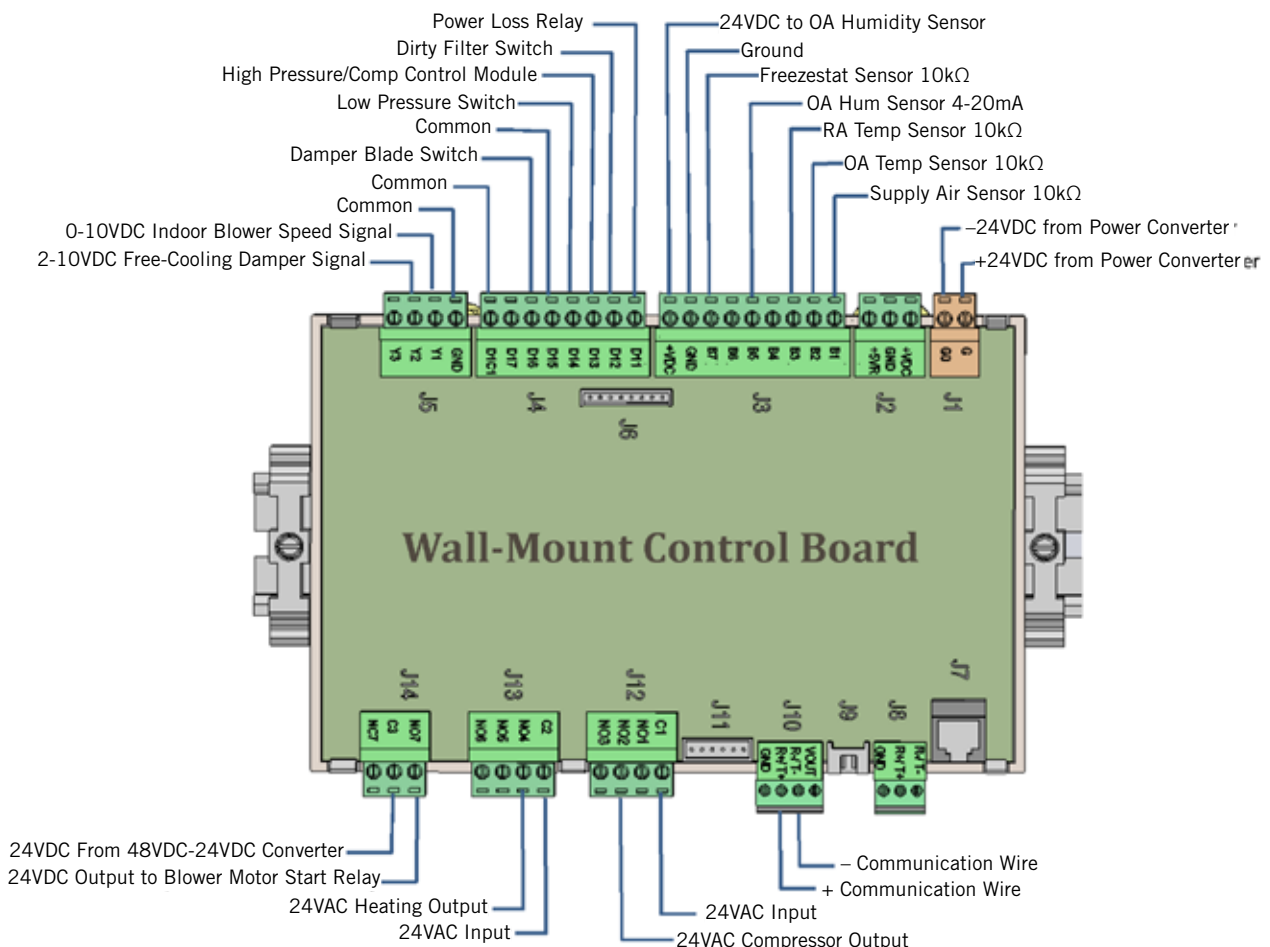 Power Loss Relay
Dirty Filter Switch
High Pressure/Comp Control Module
Low Pressure Switch
Common
Damper Blade Switch
Common
Common
0-10VDC Indoor Blower Speed Signal
2-10VDC Free-Cooling Damper Signal
24VDC to OA Humidity Sensor
Ground
Freezestat Sensor 10kΩ
OA Hum Sensor 4-20mA
RA Temp Sensor 10kΩ
OA Temp Sensor 10kΩ
Supply Air Sensor 10kΩ
–24VDC from Power Converter
+24VDC from Power Converter er
Y3 Y2 Y1 GND
DIC1 DI7 DI6 DI5 DI4 DI3 DI2 DI1
+VDC GND B7 B6 B5 B4 B3 B2 B1
+5VR GND +VDC
G0 G
J5 J4 J6 J3 J2 J1
Wall-Mount Control Board
J14 J13 J12 J11 J10 J9 J8 J7
NC7 C3 NO7
NO6 NO5 NO4 C2
NO3 NO2 NO1 C1
GND Rx/T+ Rx/T- VOUT
GND Rx/T+ Rx/T-
24VDC From 48VDC-24VDC Converter
24VDC Output to Blower Motor Start Relay
24VAC Heating Output
24VAC Input
– Communication Wire
+ Communication Wire
24VAC Input
24VAC Compressor Output